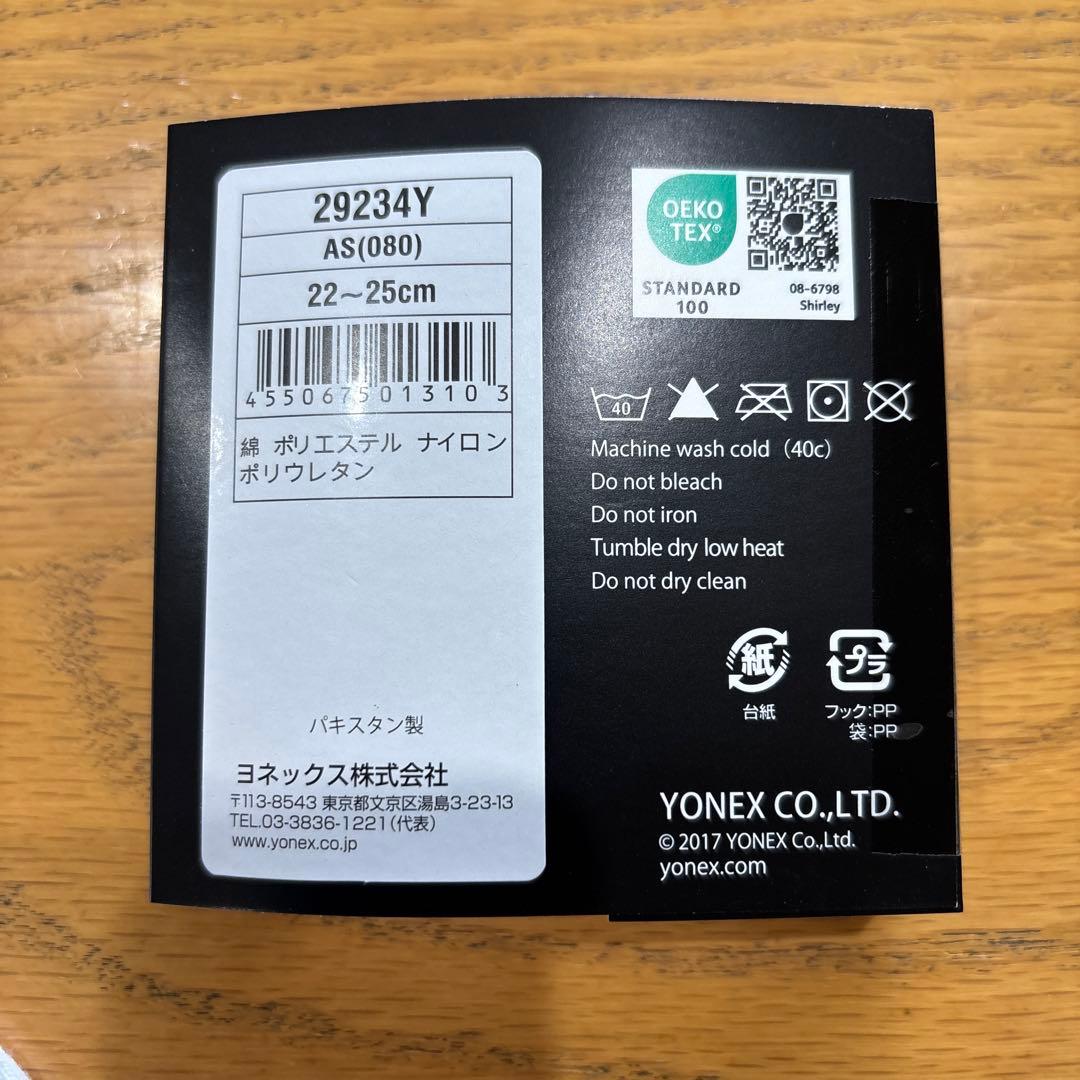 29234Y
AS(080)
22～25cm
4550675013103
綿 ポリエステル ナイロン
ポリウレタン
パキスタン製
ヨネックス株式会社
〒113-8543 東京都文京区湯島3-23-13
TEL.03-3836-1221(代表)
www.yonex.co.jp
OEKO
TEX®
STANDARD
100
08-6798
Shirley
40
Machine wash cold（40c）
Do not bleach
Do not iron
Tumble dry low heat
Do not dry clean
紙
台紙
プラ
フック:PP
袋:PP
YONEX CO.,LTD.
© 2017 YONEX Co.,Ltd.
yonex.com